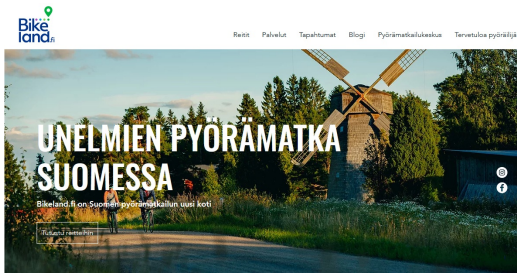 Bike
land.fi
Reitit Palvelut Tapahtumat Blogi Pyörämatkailukeskus Tervetuloa pyöräilijä
UNELMIEN PYÖRÄMATKA
SUOMESSA
Bikeland.fi on Suomen pyörämatkailun uusi koti
Tutustu reitteihin